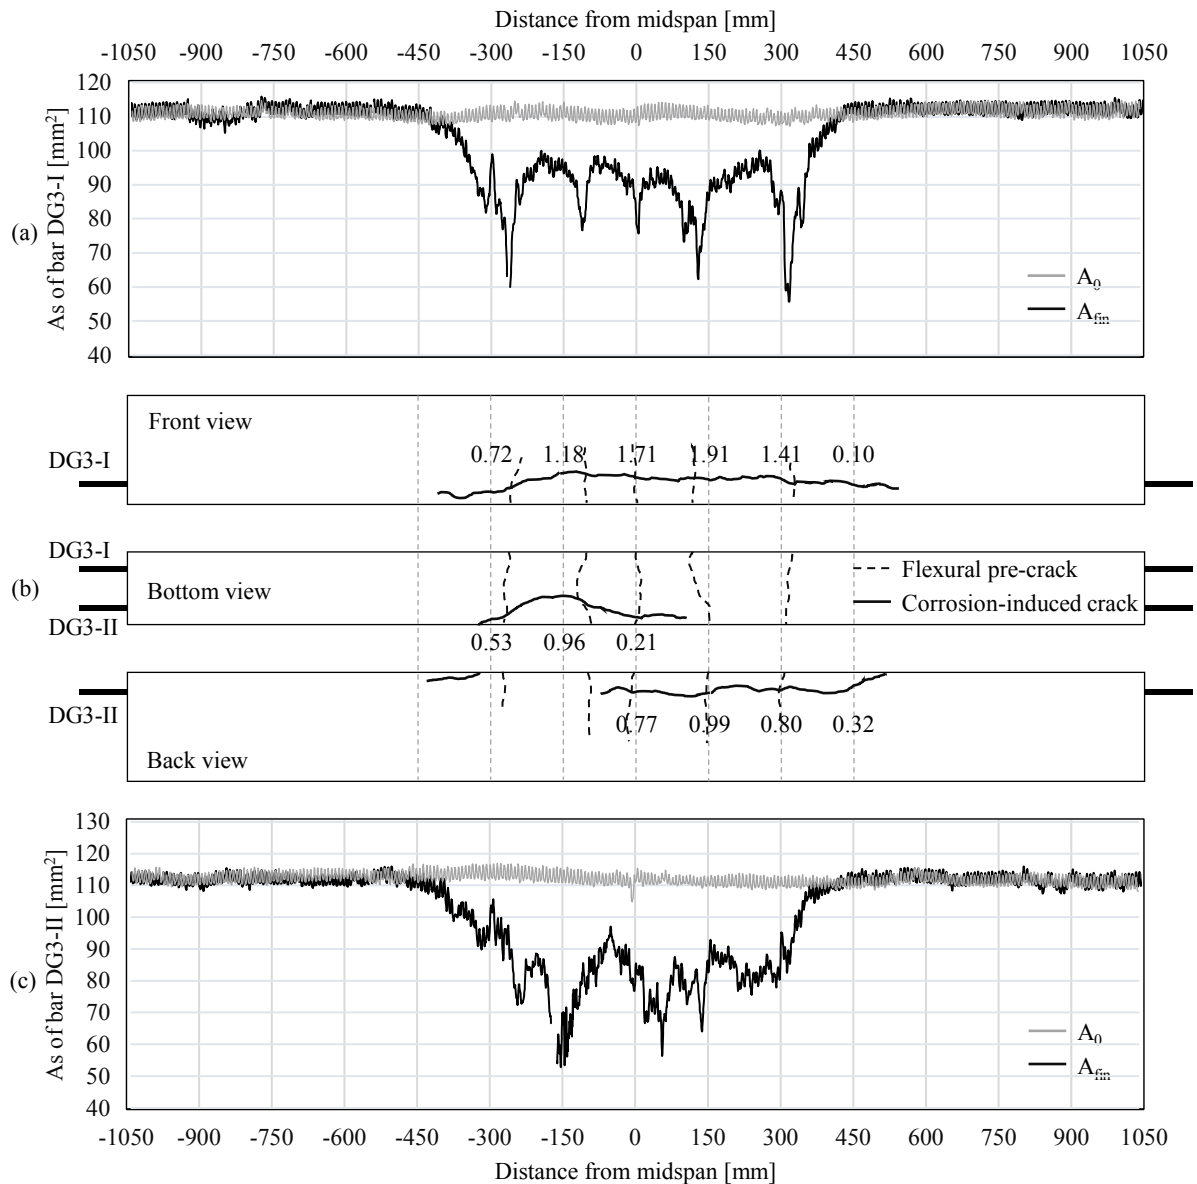 Distance from midspan [mm]
-1050 -900 -750 -600 -450 -300 -150 0 150 300 450 600 750 900 1050
120
110
100
90
80
70
60
50
40
As of bar DG3-I [mm²]
(a)
A₀
A_fin
Front view
DG3-I
0.72 1.18 1.71 1.91 1.41 0.10
DG3-I
(b)
Bottom view
Flexural pre-crack
Corrosion-induced crack
DG3-II
0.53 0.96 0.21
DG3-II
0.77 0.99 0.80 0.32
Back view
130
120
110
100
90
80
70
60
50
40
As of bar DG3-II [mm²]
(c)
A₀
A_fin
-1050 -900 -750 -600 -450 -300 -150 0 150 300 450 600 750 900 1050
Distance from midspan [mm]